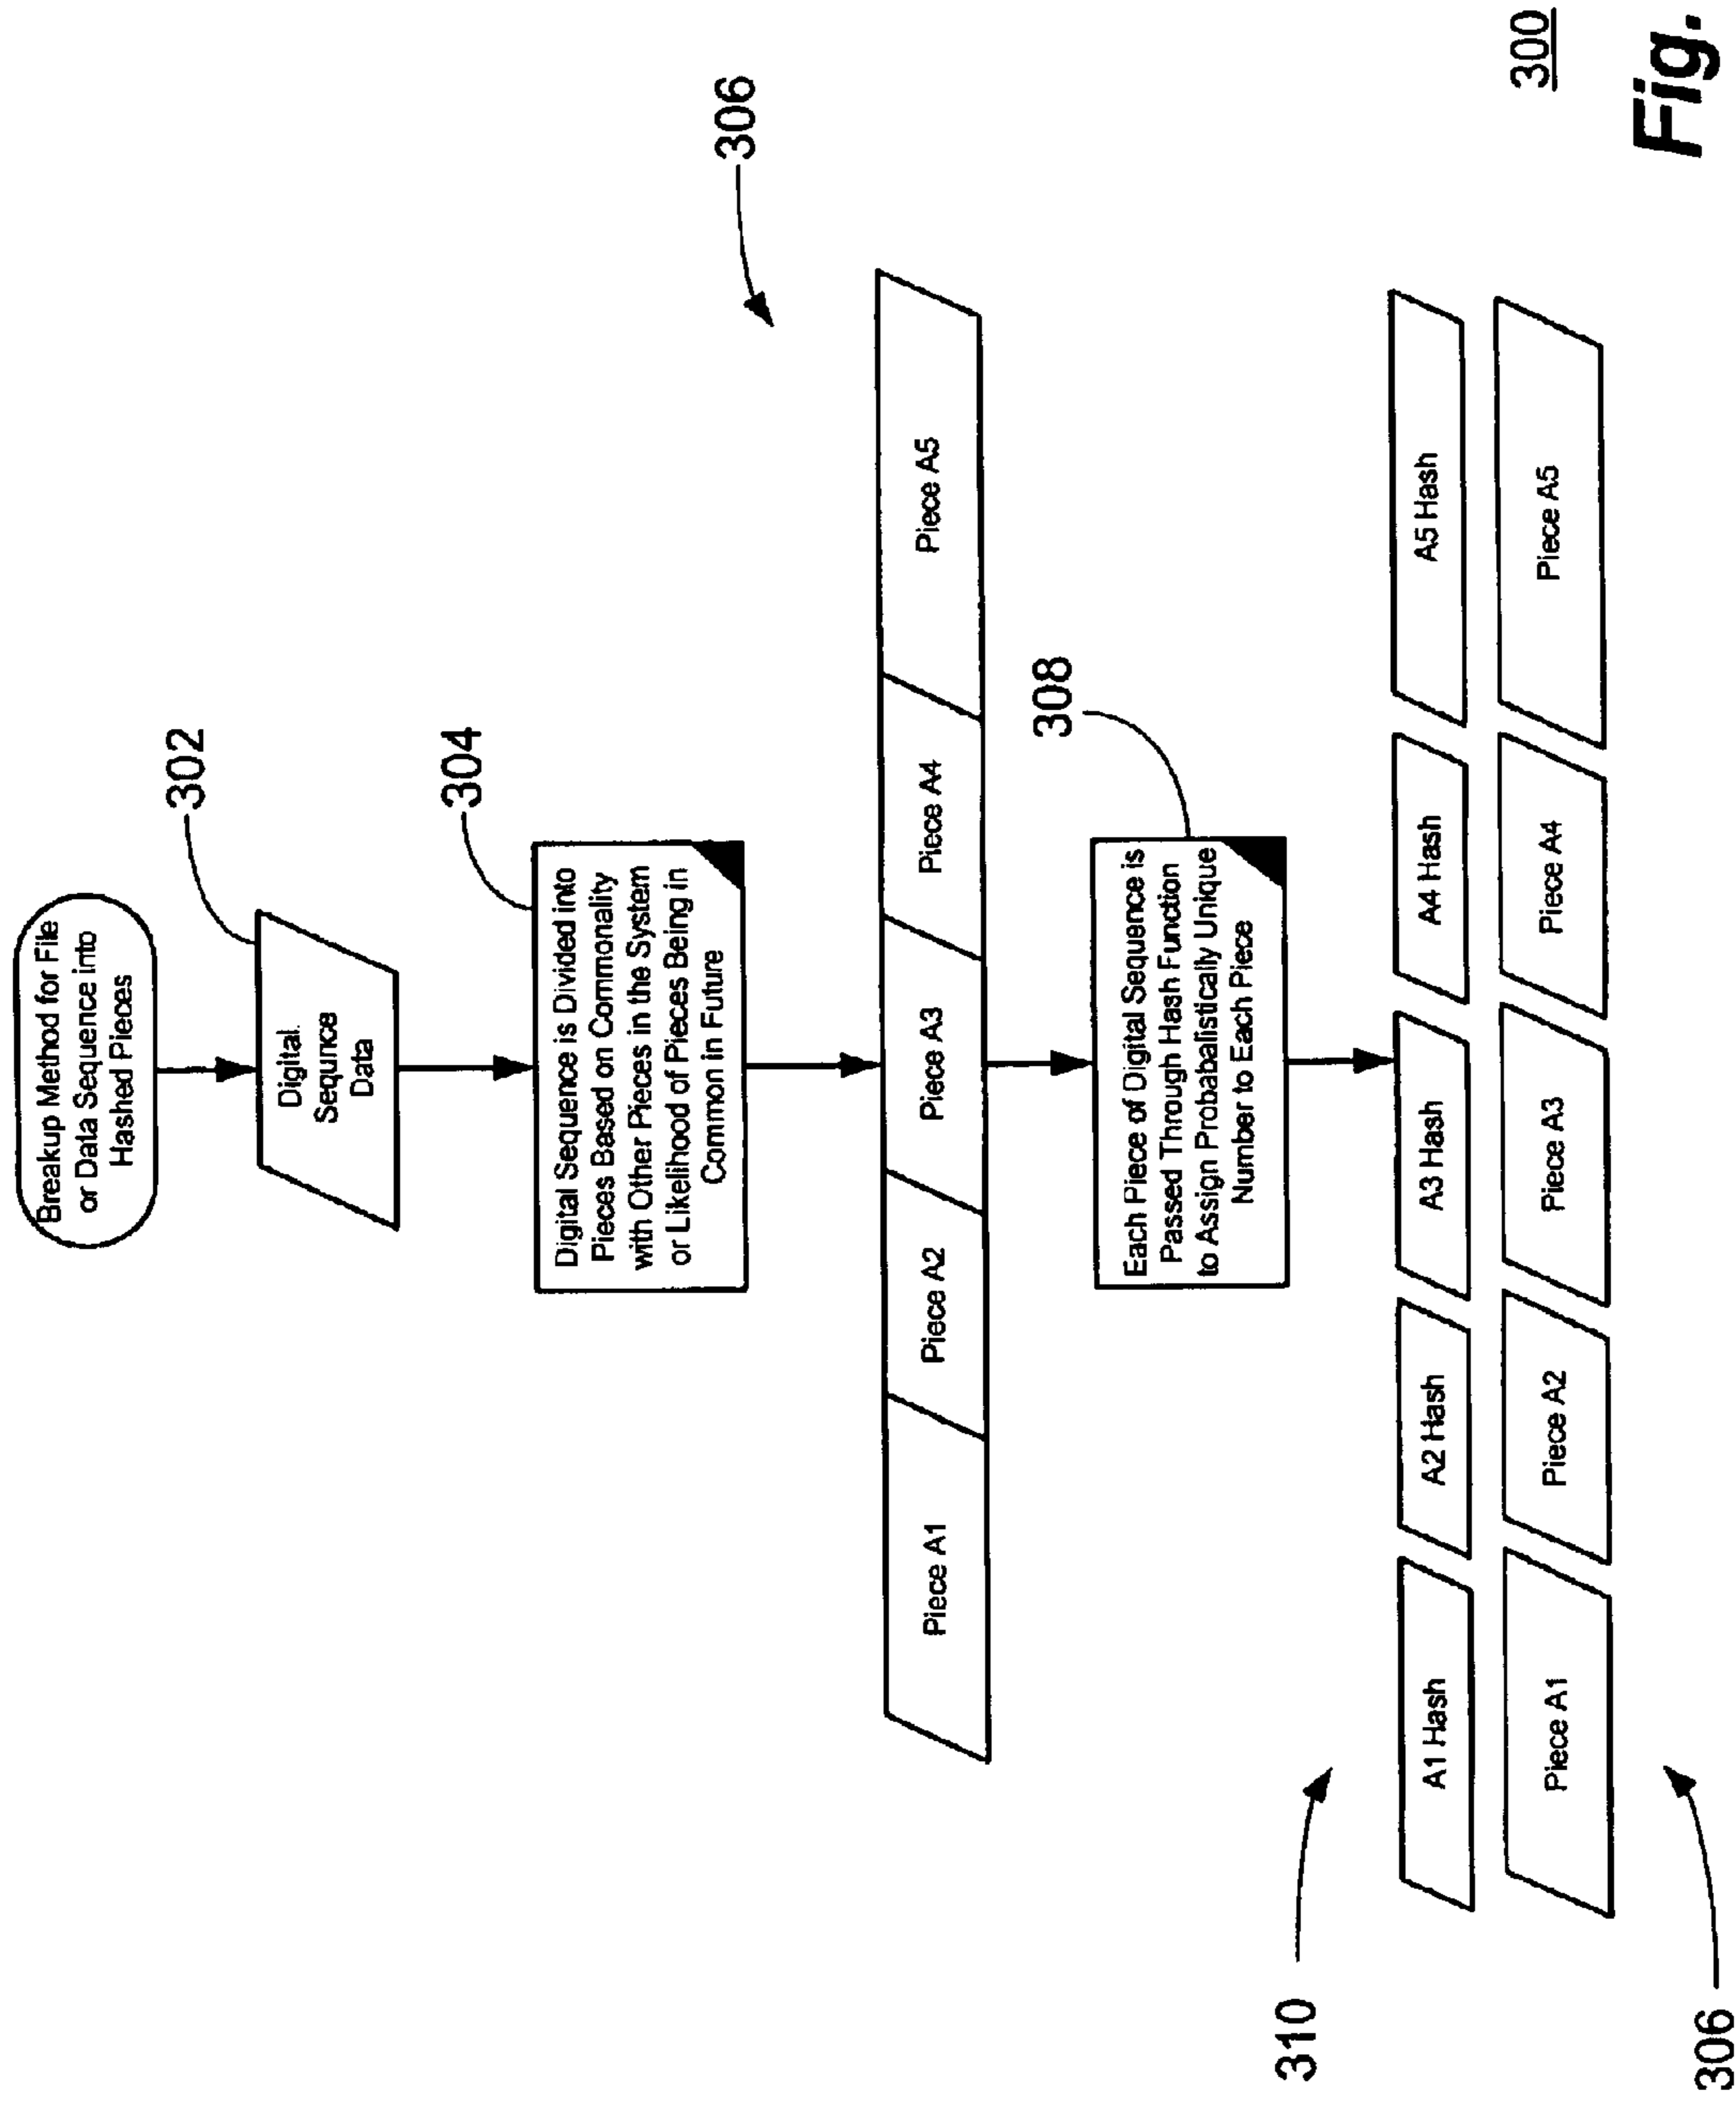 Breakup Method for File
or Data Sequence into
Hashed Pieces
302
Digital.
Sequnce
Data
304
Digital Sequence is Divided into
Pieces Based on Commonality
with Other Pieces in the System
or Likelihood of Pieces Being in
Common in Future
306
Piece A1 Piece A2 Piece A3 Piece A4 Piece A5
308
Each Piece of Digital Sequence is
Passed Through Hash Function
to Assign Probabalistically Unique
Number to Each Piece
310
A1 Hash A2 Hash A3 Hash A4 Hash A5 Hash
Piece A1 Piece A2 Piece A3 Piece A4 Piece A5
306
300
Fig.